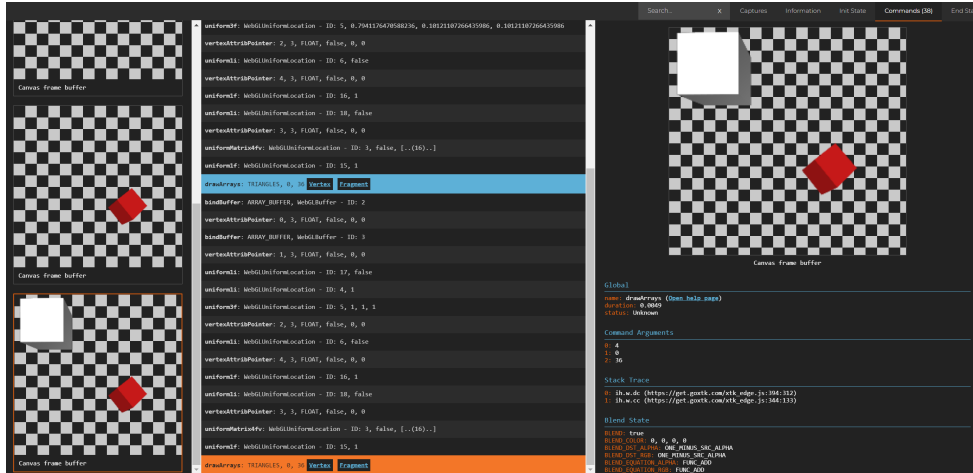 Search...
X
Captures
Information
Init State
Commands (38)
End Sta
Canvas frame buffer
Canvas frame buffer
Canvas frame buffer
uniform3f: WebGLUniformLocation - ID: 5, 0.7941176470588236, 0.10121107266435986, 0.10121107266435986
vertexAttribPointer: 2, 3, FLOAT, false, 0, 0
uniform1i: WebGLUniformLocation - ID: 6, false
vertexAttribPointer: 4, 3, FLOAT, false, 0, 0
uniform1f: WebGLUniformLocation - ID: 16, 1
uniform1i: WebGLUniformLocation - ID: 18, false
vertexAttribPointer: 3, 3, FLOAT, false, 0, 0
uniformMatrix4fv: WebGLUniformLocation - ID: 3, false, [..(16)..]
uniform1f: WebGLUniformLocation - ID: 15, 1
drawArrays: TRIANGLES, 0, 36 Vertex Fragment
bindBuffer: ARRAY_BUFFER, WebGLBuffer - ID: 2
vertexAttribPointer: 0, 3, FLOAT, false, 0, 0
bindBuffer: ARRAY_BUFFER, WebGLBuffer - ID: 3
vertexAttribPointer: 1, 3, FLOAT, false, 0, 0
uniform1i: WebGLUniformLocation - ID: 17, false
uniform1i: WebGLUniformLocation - ID: 4, 1
uniform3f: WebGLUniformLocation - ID: 5, 1, 1, 1
vertexAttribPointer: 2, 3, FLOAT, false, 0, 0
uniform1i: WebGLUniformLocation - ID: 6, false
vertexAttribPointer: 4, 3, FLOAT, false, 0, 0
uniform1f: WebGLUniformLocation - ID: 16, 1
uniform1i: WebGLUniformLocation - ID: 18, false
vertexAttribPointer: 3, 3, FLOAT, false, 0, 0
uniformMatrix4fv: WebGLUniformLocation - ID: 3, false, [..(16)..]
uniform1f: WebGLUniformLocation - ID: 15, 1
drawArrays: TRIANGLES, 0, 36 Vertex Fragment
Canvas frame buffer
Global
name: drawArrays (Open help page)
duration: 0.0049
status: Unknown
Command Arguments
0: 4
1: 0
2: 36
Stack Trace
0: ih.w.dc (https://get.goxtk.com/xtk_edge.js:394:312)
1: ih.w.cc (https://get.goxtk.com/xtk_edge.js:344:133)
Blend State
BLEND: true
BLEND_COLOR: 0, 0, 0, 0
BLEND_DST_ALPHA: ONE_MINUS_SRC_ALPHA
BLEND_DST_RGB: ONE_MINUS_SRC_ALPHA
BLEND_EQUATION_ALPHA: FUNC_ADD
BLEND_EQUATION_RGB: FUNC_ADD